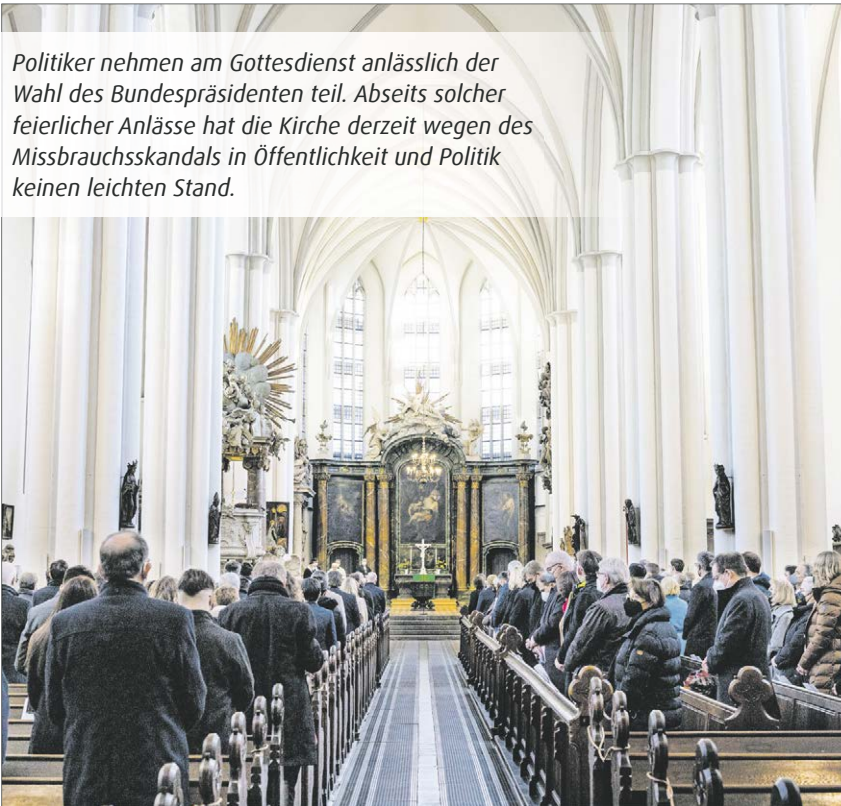 Politiker nehmen am Gottesdienst anlässlich der
Wahl des Bundespräsidenten teil. Abseits solcher
feierlicher Anlässe hat die Kirche derzeit wegen des
Missbrauchsskandals in Öffentlichkeit und Politik
keinen leichten Stand.